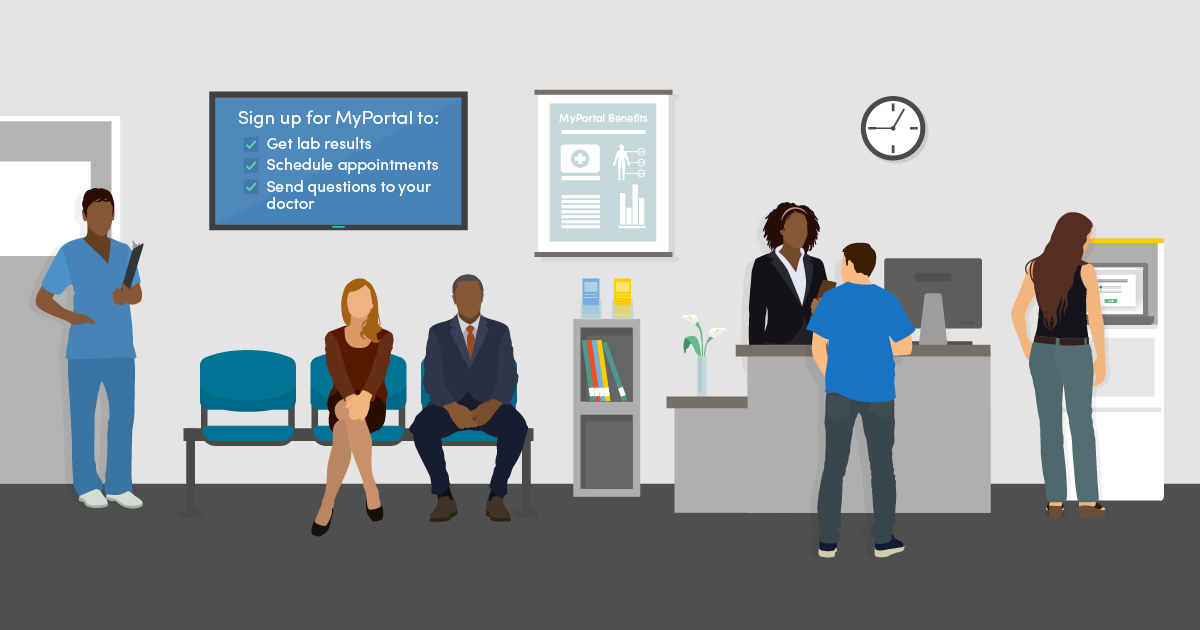 Sign up for MyPortal to:
Get lab results
Schedule appointments
Send questions to your
doctor
MyPortal Benefits